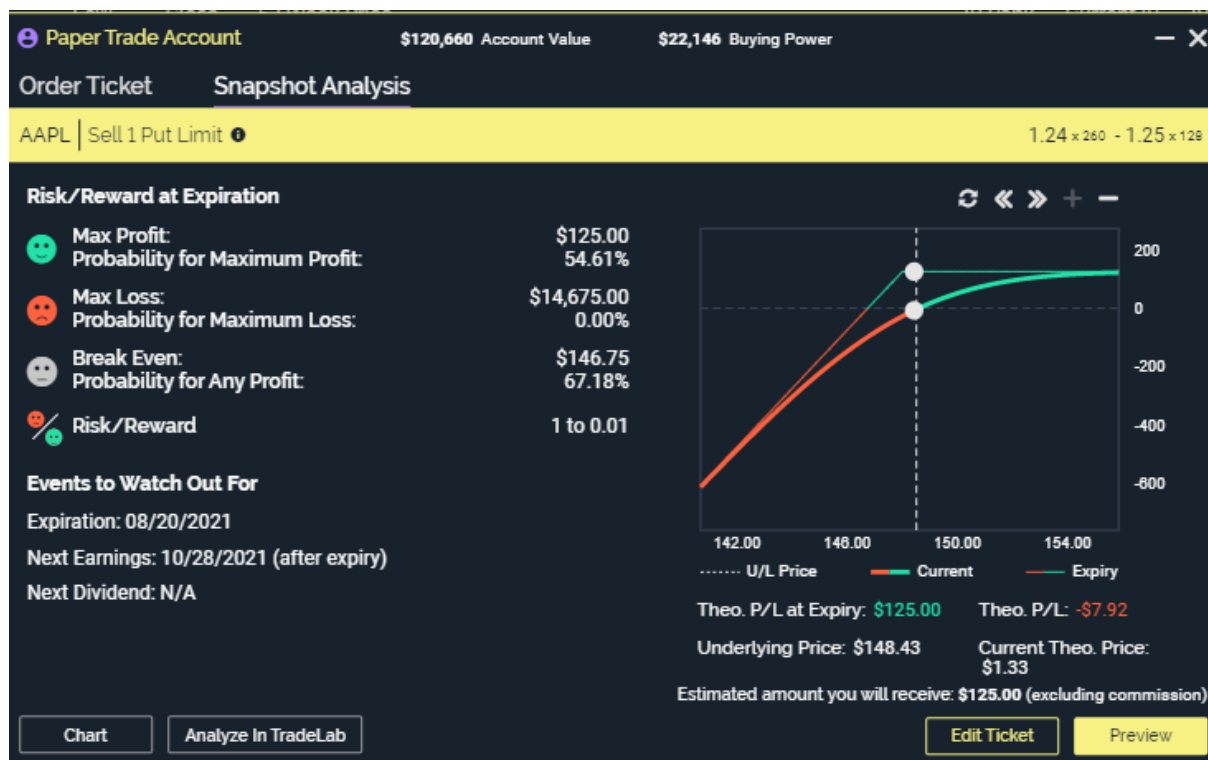 Paper Trade Account $120,660 Account Value $22,146 Buying Power
Order Ticket Snapshot Analysis
AAPL | Sell 1 Put Limit 1.24 x 260 - 1.25 x 129
Risk/Reward at Expiration
Max Profit: $125.00
Probability for Maximum Profit: 54.61%
Max Loss: $14,675.00
Probability for Maximum Loss: 0.00%
Break Even: $146.75
Probability for Any Profit: 67.18%
Risk/Reward 1 to 0.01
Events to Watch Out For
Expiration: 08/20/2021
Next Earnings: 10/28/2021 (after expiry)
Next Dividend: N/A
200
0
-200
-400
-600
142.00 146.00 150.00 154.00
U/L Price Current Expiry
Theo. P/L at Expiry: $125.00 Theo. P/L: -$7.92
Underlying Price: $148.43 Current Theo. Price:
$1.33
Estimated amount you will receive: $125.00 (excluding commission)
Chart Analyze In TradeLab Edit Ticket Preview